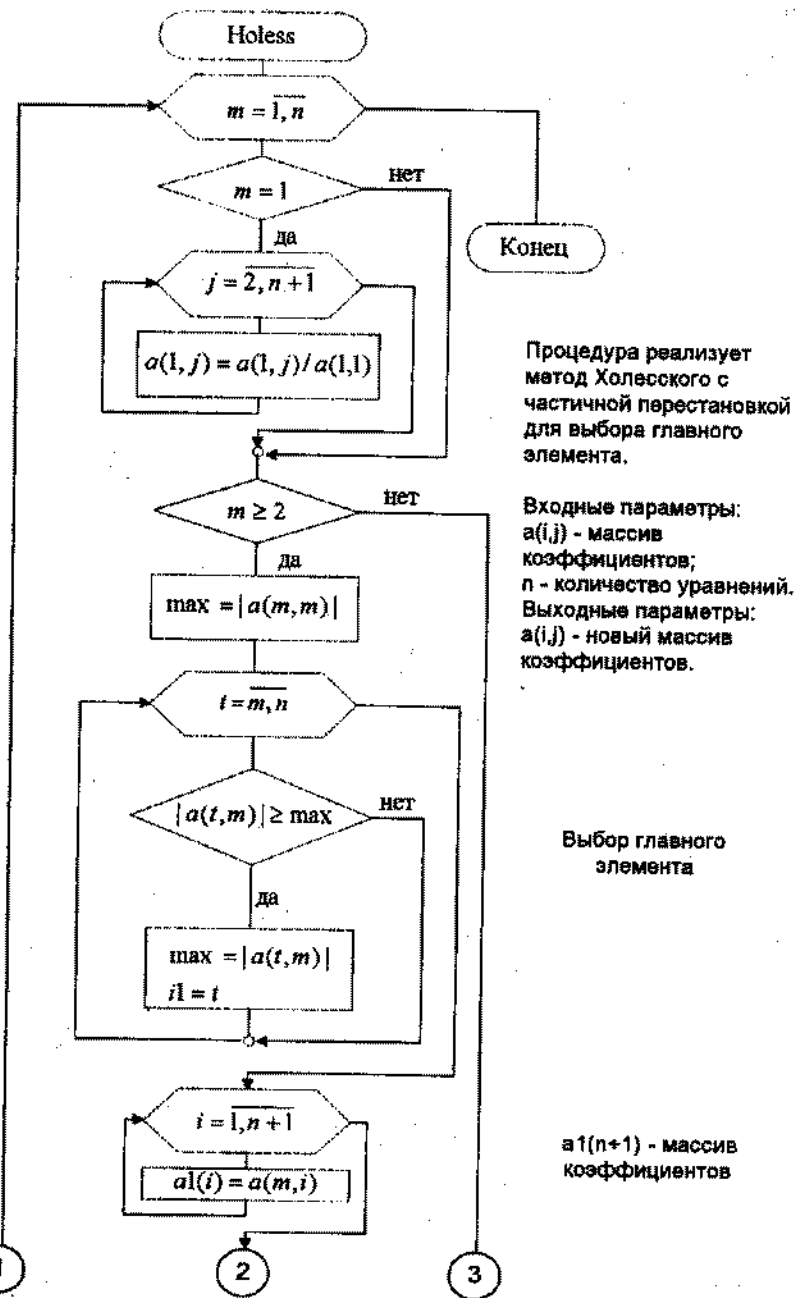 Holess
m = 1, n
m = 1
нет
да
Конец
j = 2, n + 1
a(1, j) = a(1, j) / a(1,1)
Процедура реализует
метод Холесского с
частичной перестановкой
для выбора главного
элемента.
m ≥ 2
нет
да
Входные параметры:
a(i,j) - массив
коэффициентов;
n - количество уравнений.
Выходные параметры:
a(i,j) - новый массив
коэффициентов.
max = | a(m, m) |
t = m, n
| a(t, m) | ≥ max
нет
да
Выбор главного
элемента
max = | a(t, m) |
i1 = t
i = 1, n + 1
a1(i) = a(m, i)
a1(n+1) - массив
коэффициентов
1
2
3